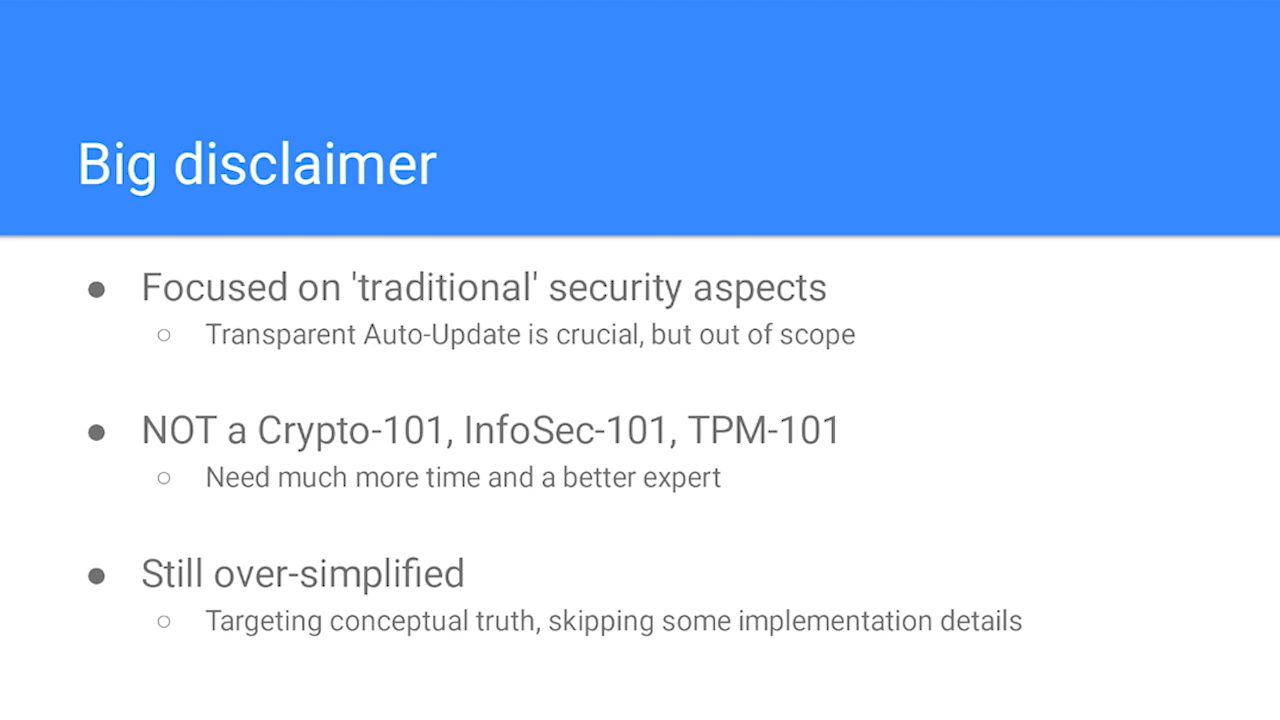 Big disclaimer
● Focused on 'traditional' security aspects
○ Transparent Auto-Update is crucial, but out of scope
● NOT a Crypto-101, InfoSec-101, TPM-101
○ Need much more time and a better expert
● Still over-simplified
○ Targeting conceptual truth, skipping some implementation details